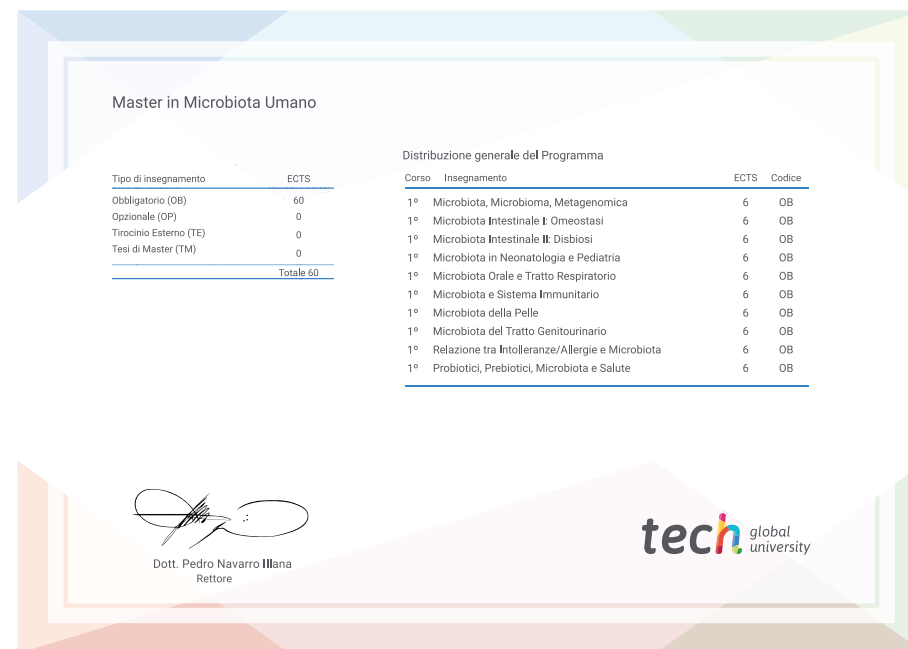 Master in Microbiota Umano
Tipo di insegnamento ECTS
Obbligatorio (OB) 60
Opzionale (OP) 0
Tirocinio Esterno (TE) 0
Tesi di Master (TM) 0
Totale 60
Distribuzione generale del Programma
Corso Insegnamento ECTS Codice
1º Microbiota, Microbioma, Metagenomica 6 OB
1º Microbiota Intestinale I: Omeostasi 6 OB
1º Microbiota Intestinale II: Disbiosi 6 OB
1º Microbiota in Neonatologia e Pediatria 6 OB
1º Microbiota Orale e Tratto Respiratorio 6 OB
1º Microbiota e Sistema Immunitario 6 OB
1º Microbiota della Pelle 6 OB
1º Microbiota del Tratto Genitourinario 6 OB
1º Relazione tra Intolleranze/Allergie e Microbiota 6 OB
1º Probiotici, Prebiotici, Microbiota e Salute 6 OB
Dott. Pedro Navarro Illana
Rettore
tech global university